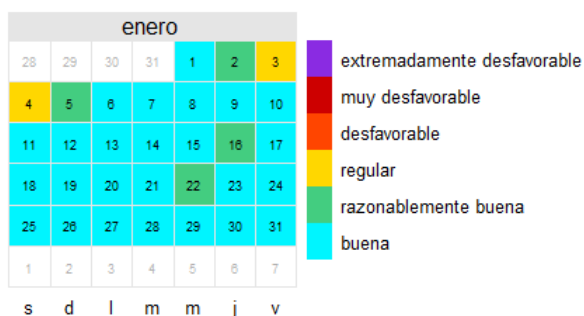 enero
28 29 30 31 1 2 3
4 5 6 7 8 9 10
11 12 13 14 15 16 17
18 19 20 21 22 23 24
25 26 27 28 29 30 31
1 2 3 4 5 6 7
s d l m m j v
extremadamente desfavorable
muy desfavorable
desfavorable
regular
razonablemente buena
buena